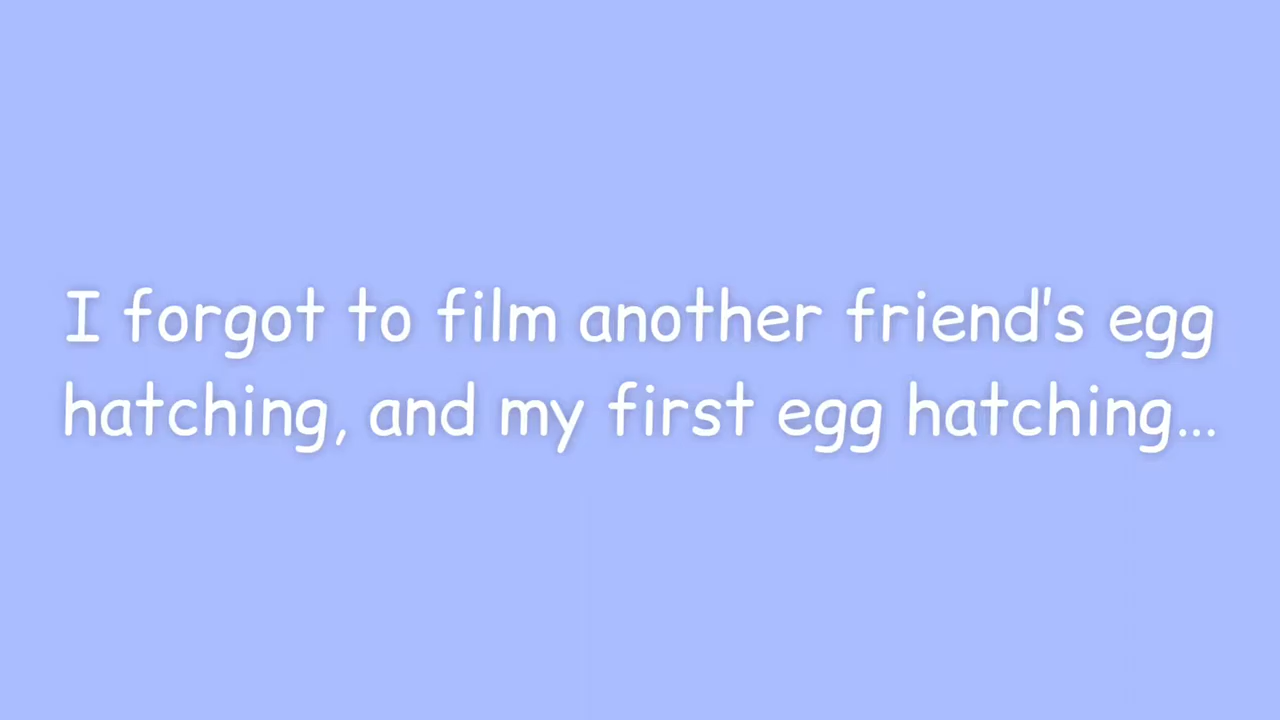 I forgot to film another friend's egg
hatching, and my first egg hatching...